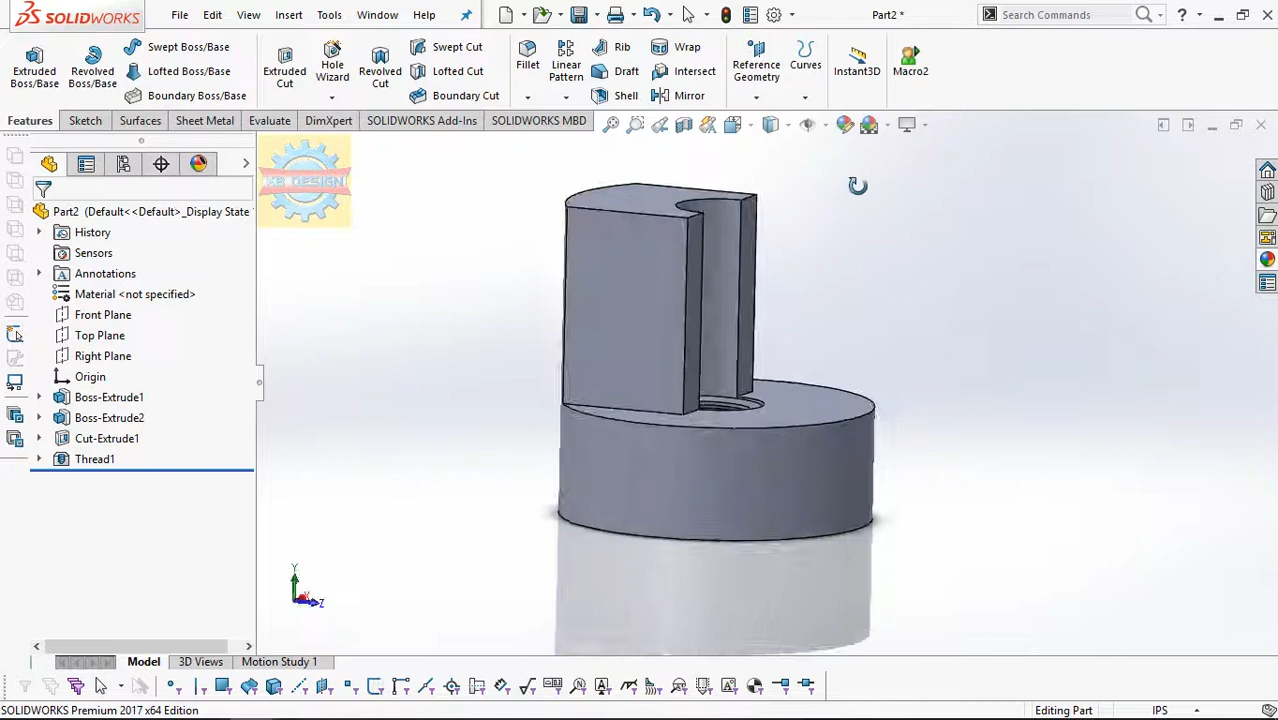 SOLIDWORKS File Edit View Insert Tools Window Help Part2 * Search Commands ?
Extruded Boss/Base Revolved Boss/Base Swept Boss/Base Lofted Boss/Base Boundary Boss/Base Extruded Cut Hole Wizard Revolved Cut Swept Cut Lofted Cut Boundary Cut Fillet Linear Pattern Rib Draft Shell Wrap Intersect Mirror Reference Geometry Curves Instant3D Macro2
Features Sketch Surfaces Sheet Metal Evaluate DimXpert SOLIDWORKS Add-Ins SOLIDWORKS MBD
Part2 (Default<<Default>_Display State
History
Sensors
Annotations
Material <not specified>
Front Plane
Top Plane
Right Plane
Origin
Boss-Extrude1
Boss-Extrude2
Cut-Extrude1
Thread1
Y
Z
Model 3D Views Motion Study 1
SOLIDWORKS Premium 2017 x64 Edition Editing Part IPS